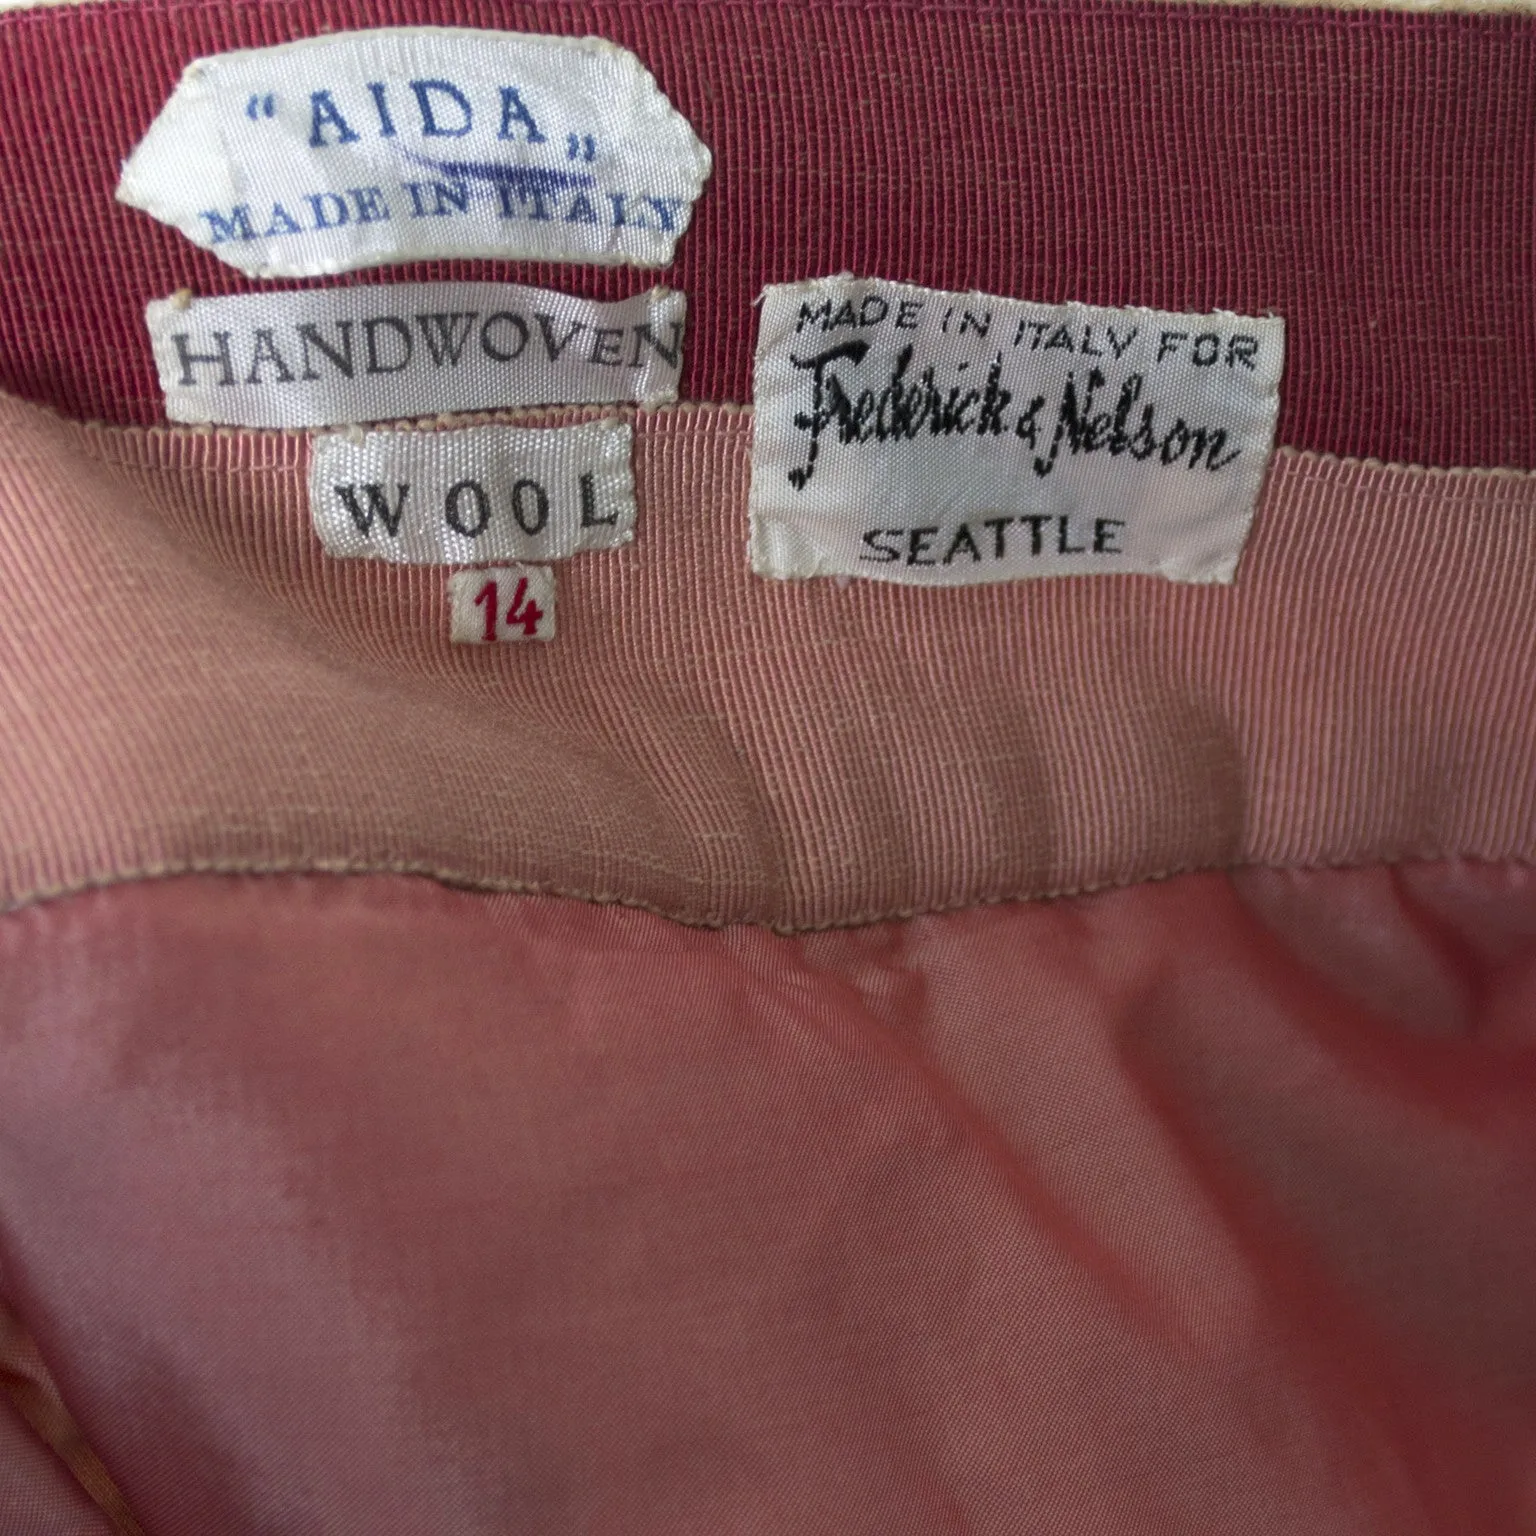 “AIDA„
MADE IN ITALY
HANDWOVEN
WOOL
14
MADE IN ITALY FOR
Frederick & Nelson
SEATTLE